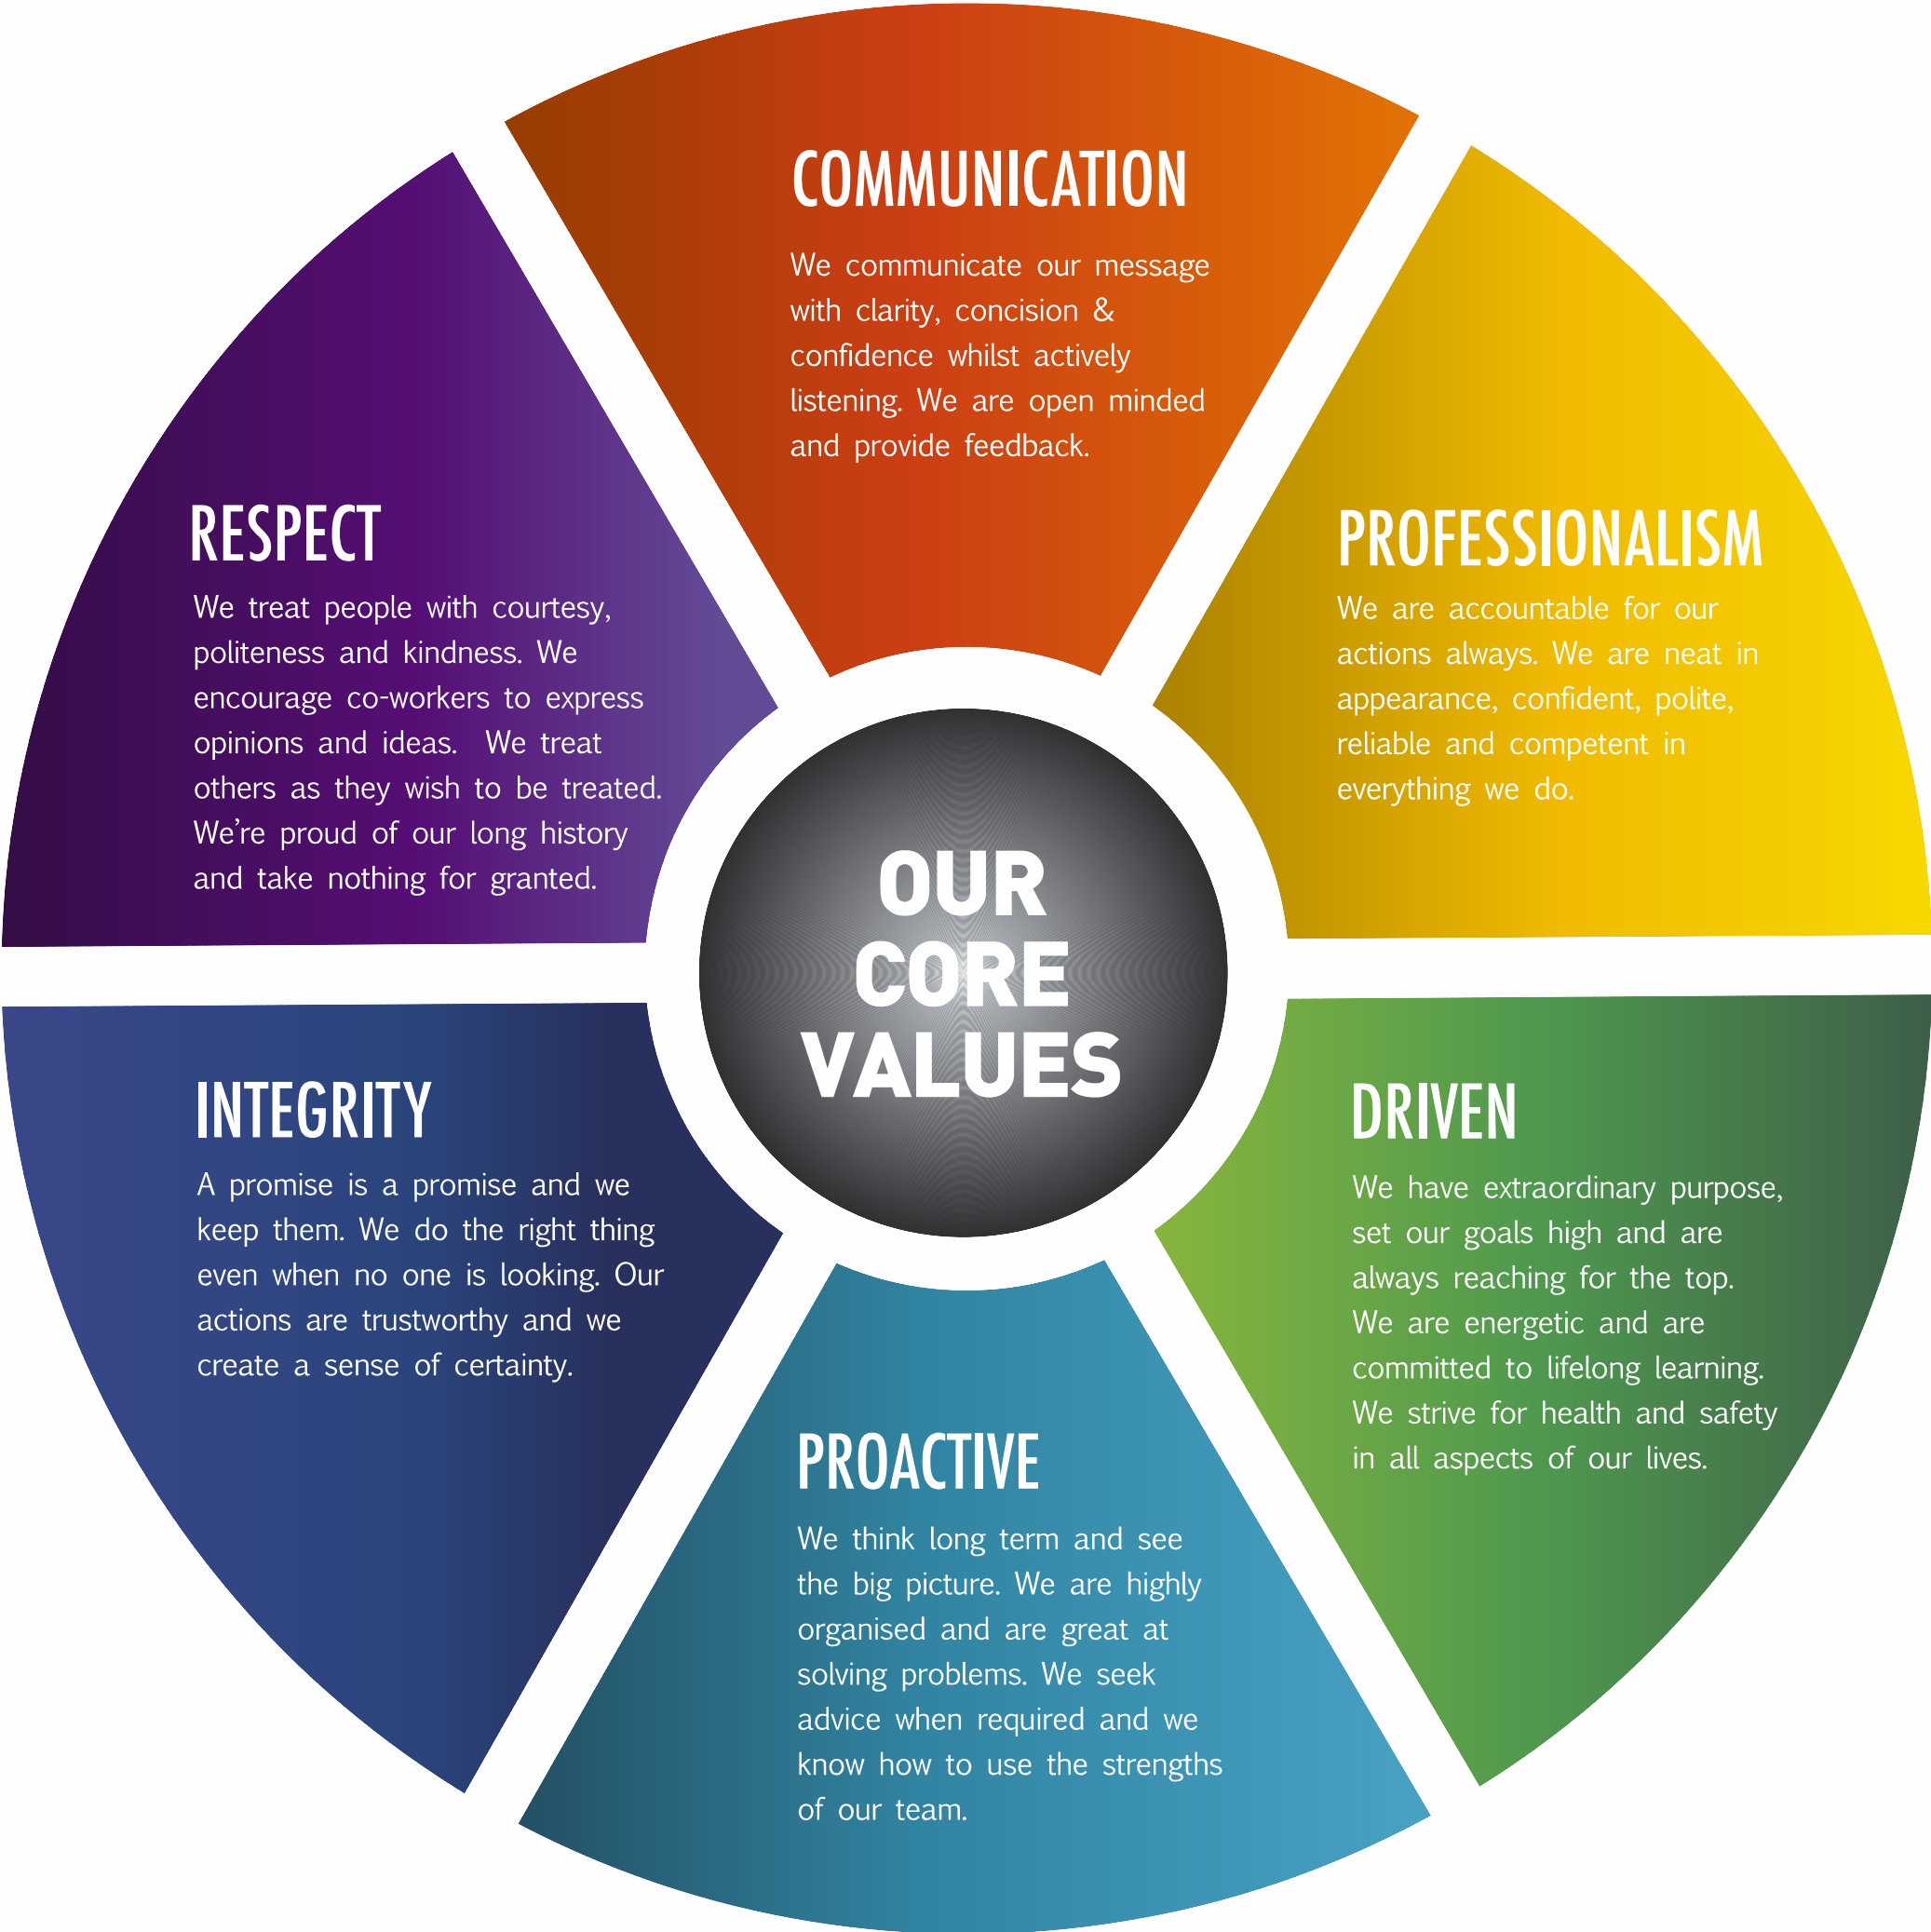 COMMUNICATION
We communicate our message
with clarity, concision &
confidence whilst actively
listening. We are open minded
and provide feedback.
PROFESSIONALISM
We are accountable for our
actions always. We are neat in
appearance, confident, polite,
reliable and competent in
everything we do.
DRIVEN
We have extraordinary purpose,
set our goals high and are
always reaching for the top.
We are energetic and are
committed to lifelong learning.
We strive for health and safety
in all aspects of our lives.
PROACTIVE
We think long term and see
the big picture. We are highly
organised and are great at
solving problems. We seek
advice when required and we
know how to use the strengths
of our team.
INTEGRITY
A promise is a promise and we
keep them. We do the right thing
even when no one is looking. Our
actions are trustworthy and we
create a sense of certainty.
RESPECT
We treat people with courtesy,
politeness and kindness. We
encourage co-workers to express
opinions and ideas. We treat
others as they wish to be treated.
We're proud of our long history
and take nothing for granted.
OUR
CORE
VALUES